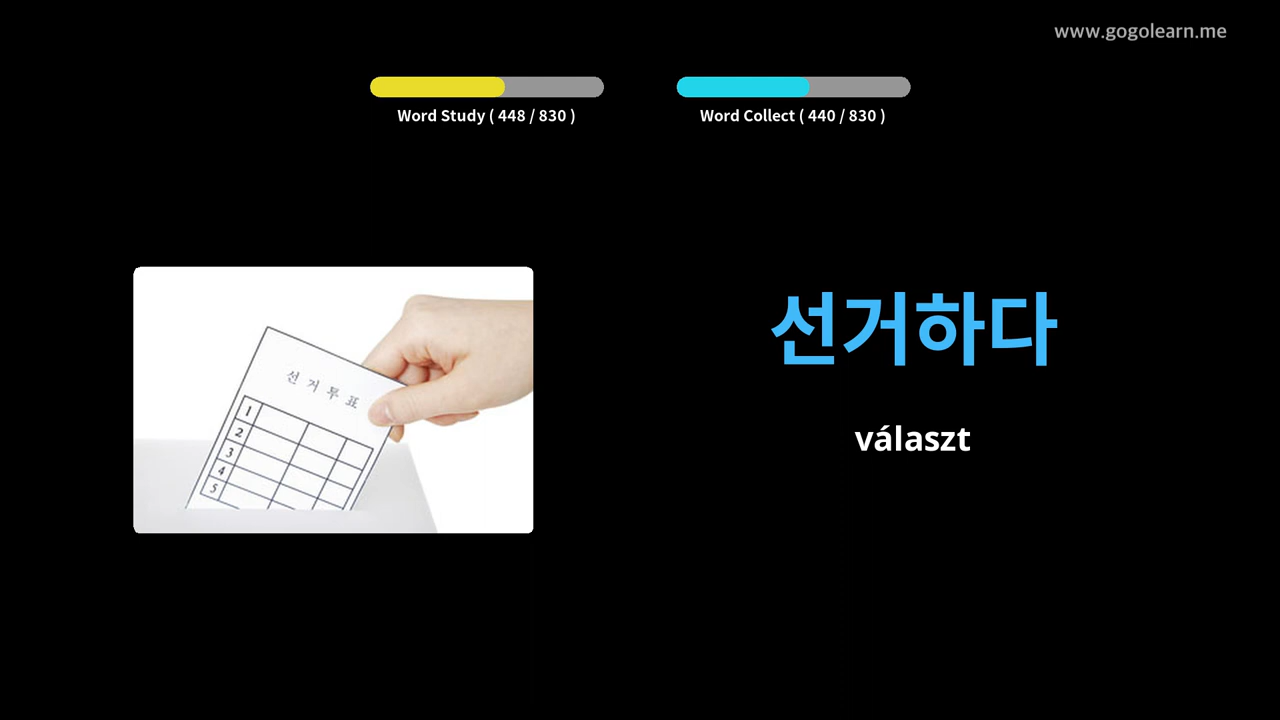 www.gogolearn.me
Word Study ( 448 / 830 )
Word Collect ( 440 / 830 )
선거투표
1
2
3
4
5
선거하다
választ